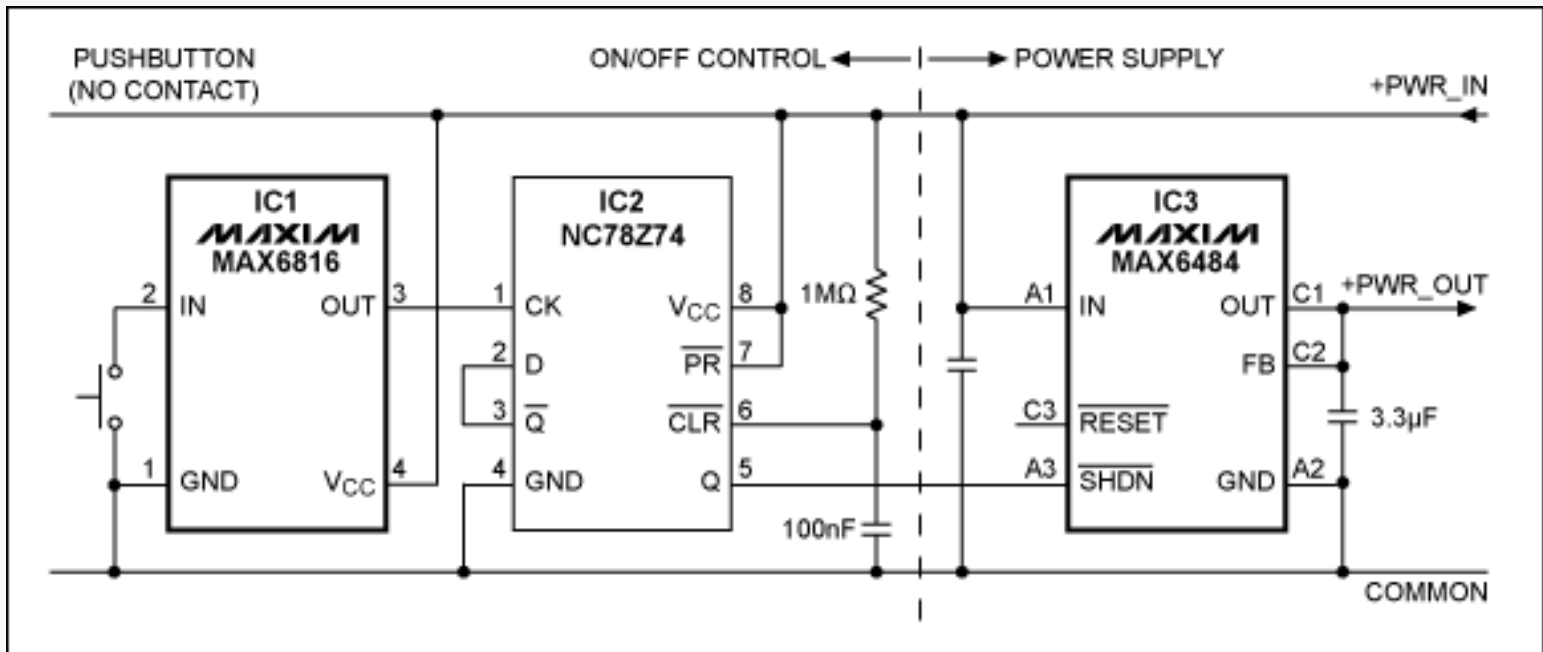 PUSHBUTTON
(NO CONTACT)
ON/OFF CONTROL
POWER SUPPLY
+PWR_IN
IC1
MAXIM
MAX6816
2
IN
OUT
3
1
GND
VCC
4
IC2
NC78Z74
1
CK
VCC
8
2
D
PR
7
3
Q
CLR
6
4
GND
Q
5
1MΩ
100nF
IC3
MAXIM
MAX6484
A1
IN
OUT
C1
+PWR_OUT
FB
C2
C3
RESET
3.3µF
A3
SHDN
GND
A2
COMMON